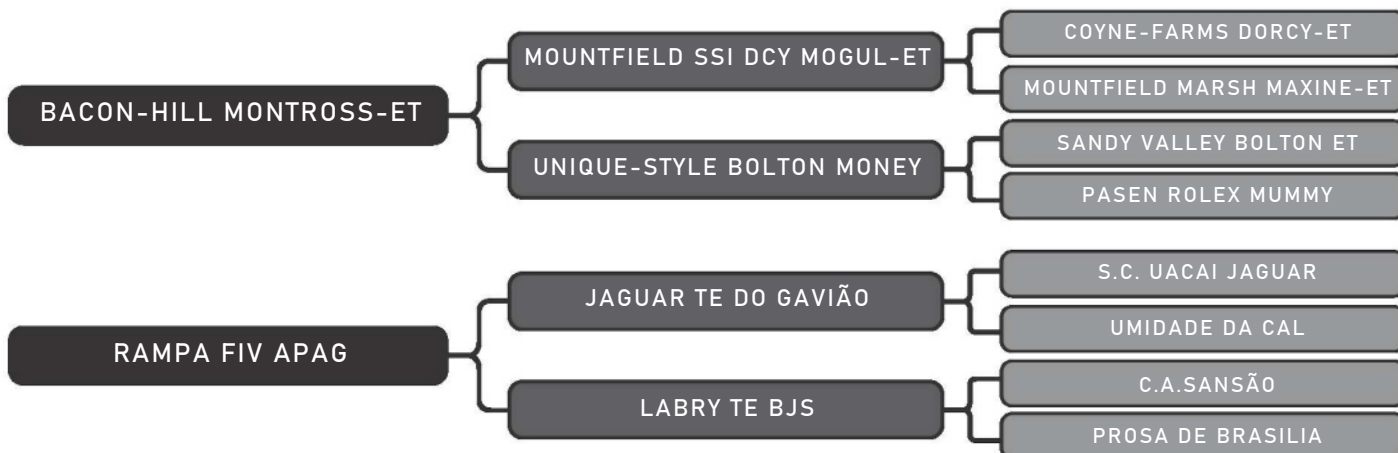 BACON-HILL MONTROSS-ET
MOUNTFIELD SSI DCY MOGUL-ET
COYNE-FARMS DORCY-ET
MOUNTFIELD MARSH MAXINE-ET
UNIQUE-STYLE BOLTON MONEY
SANDY VALLEY BOLTON ET
PASEN ROLEX MUMMY
RAMPA FIV APAG
JAGUAR TE DO GAVIÃO
S.C. UACAI JAGUAR
UMIDADE DA CAL
LABRY TE BJS
C.A.SANSÃO
PROSA DE BRASILIA